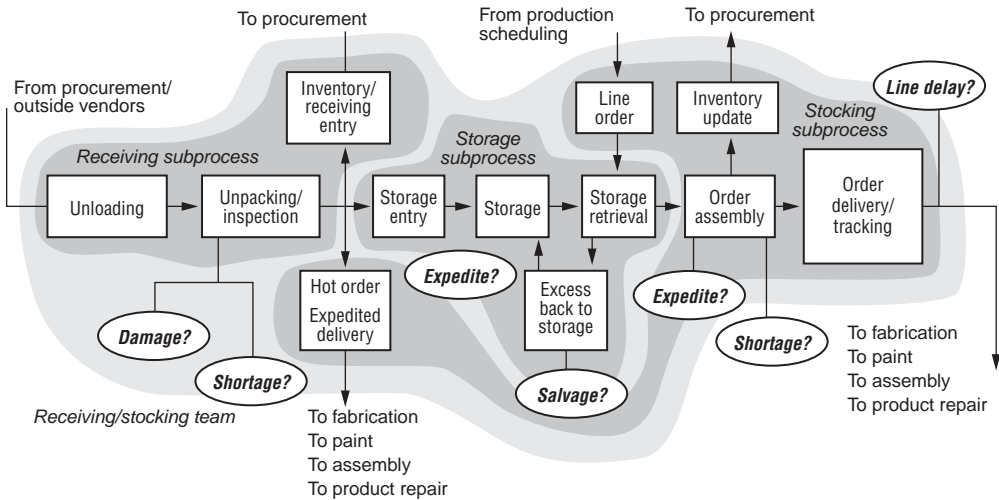 To procurement
From production
scheduling
To procurement
From procurement/
outside vendors
Inventory/
receiving
entry
Line
order
Inventory
update
Line delay?
Stocking
subprocess
Receiving subprocess
Storage
subprocess
Unloading
Unpacking/
inspection
Storage
entry
Storage
Storage
retrieval
Order
assembly
Order
delivery/
tracking
Hot order
Expedited
delivery
Expedite?
Excess
back to
storage
Expedite?
Damage?
Shortage?
Salvage?
Shortage?
Receiving/stocking team
To fabrication
To paint
To assembly
To product repair
To fabrication
To paint
To assembly
To product repair